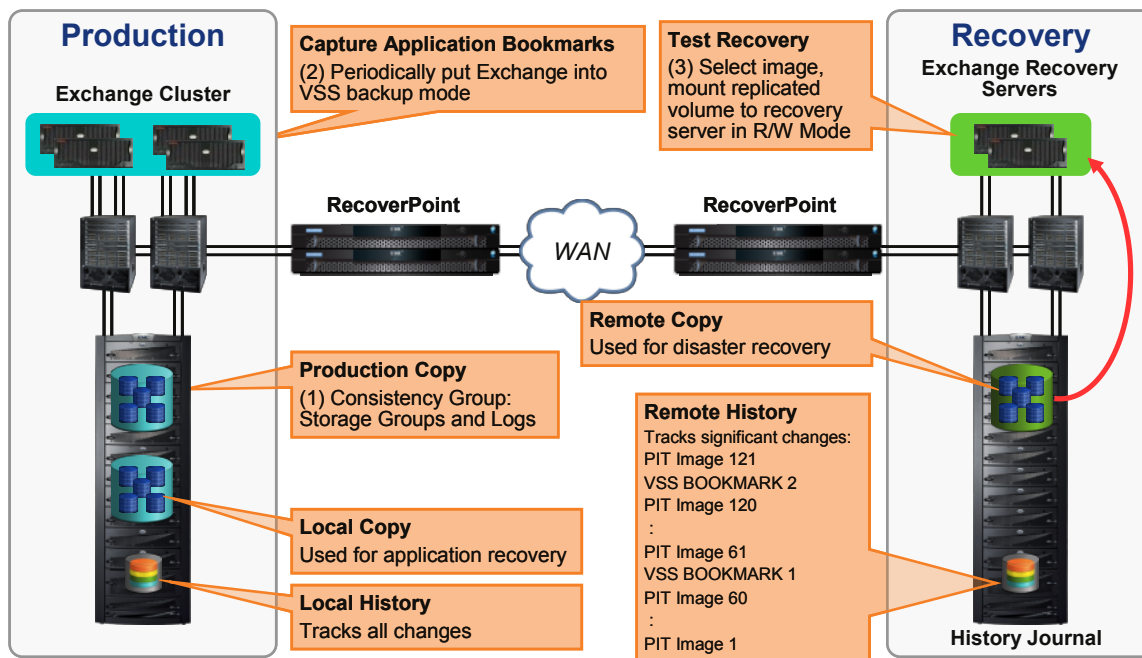 Production
Exchange Cluster
Capture Application Bookmarks
(2) Periodically put Exchange into
VSS backup mode
Test Recovery
(3) Select image,
mount replicated
volume to recovery
server in R/W Mode
Recovery
Exchange Recovery
Servers
RecoverPoint
WAN
RecoverPoint
Remote Copy
Used for disaster recovery
Production Copy
(1) Consistency Group:
Storage Groups and Logs
Local Copy
Used for application recovery
Local History
Tracks all changes
Remote History
Tracks significant changes:
PIT Image 121
VSS BOOKMARK 2
PIT Image 120
:
PIT Image 61
VSS BOOKMARK 1
PIT Image 60
:
PIT Image 1
History Journal